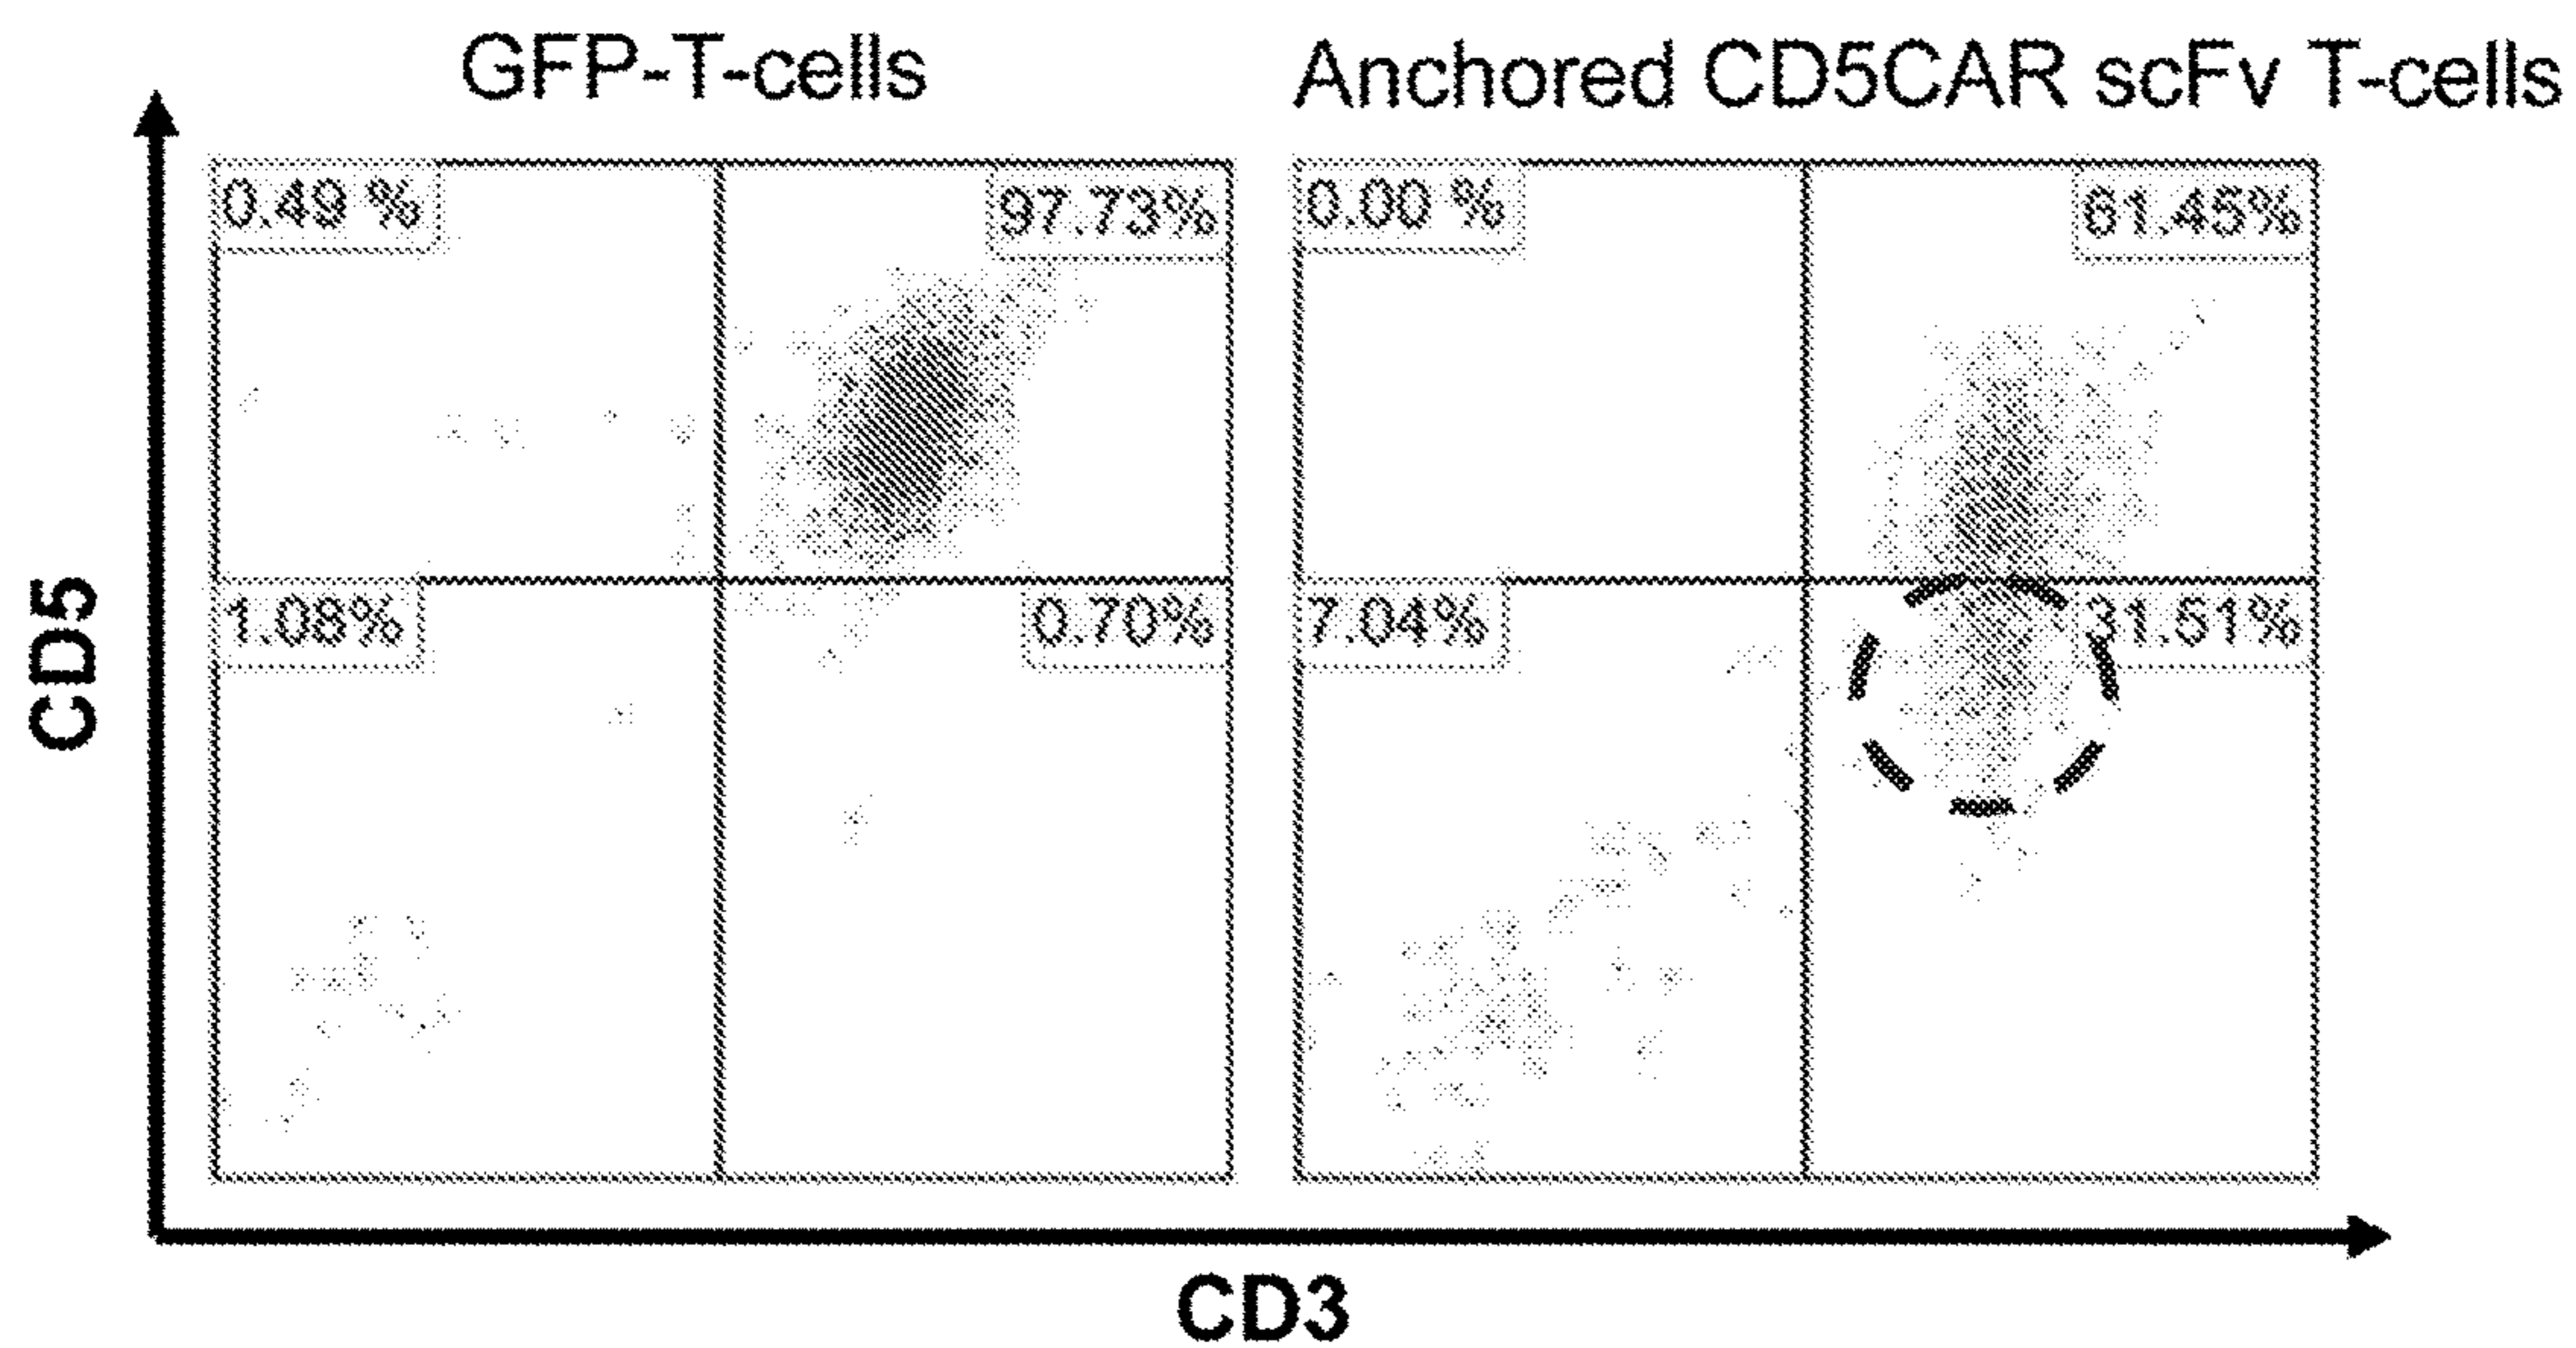 GFP-T-cells
Anchored CD5CAR scFv T-cells
0.49 %
97.73%
0.00 %
61.45%
1.08%
0.70%
7.04%
31.51%
CD5
CD3